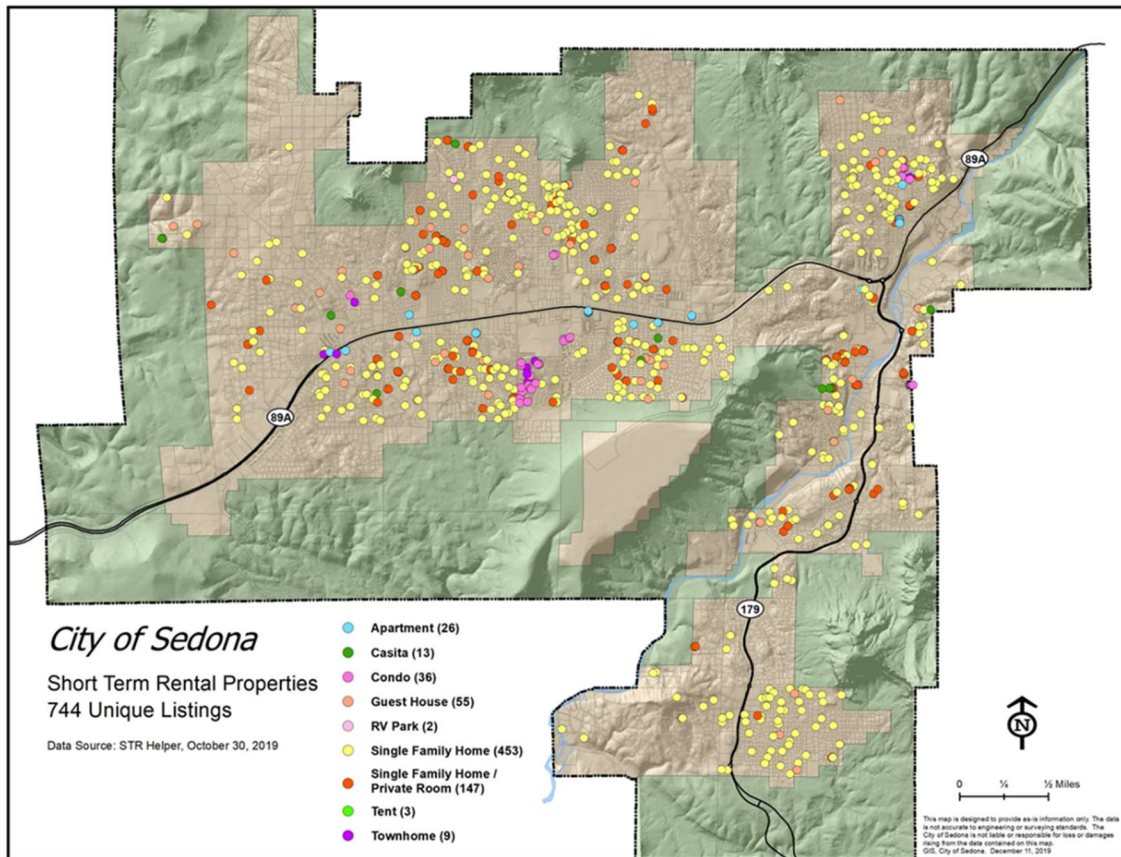 89A
89A
179
City of Sedona
Short Term Rental Properties
744 Unique Listings
Data Source: STR Helper, October 30, 2019
Apartment (26)
Casita (13)
Condo (36)
Guest House (55)
RV Park (2)
Single Family Home (453)
Single Family Home /
Private Room (147)
Tent (3)
Townhome (9)
N
0 ¼ ½ Miles
This map is designed to provide as-is information only. The data
is not accurate to engineering or surveying standards. The
City of Sedona is not liable or responsible for loss or damages
rising from the data contained on this map.
GIS, City of Sedona. December 11, 2019